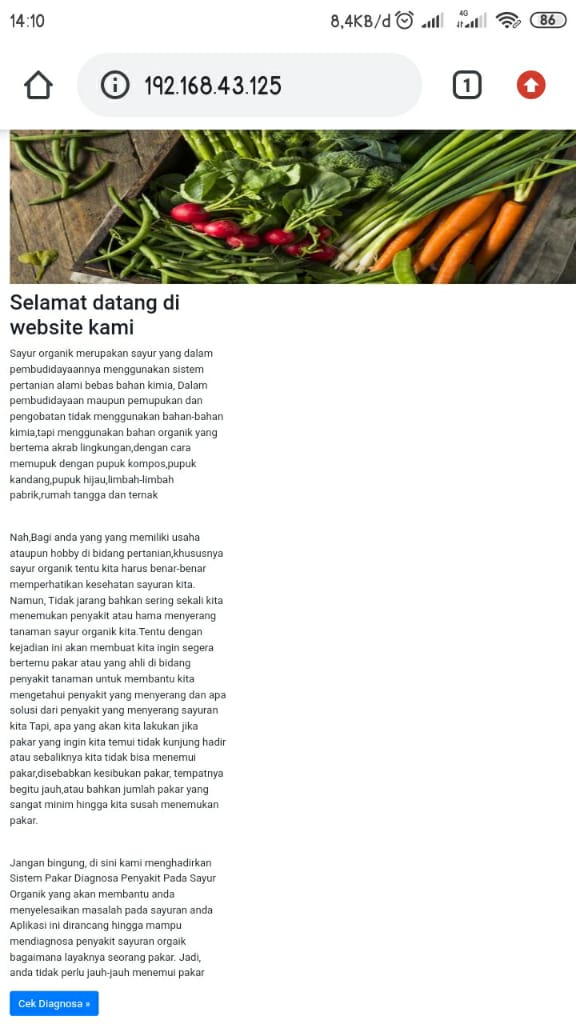 14:10
8,4KB/d
4G
86
192.168.43.125
1
Selamat datang di
website kami
Sayur organik merupakan sayur yang dalam
pembudidayaannya menggunakan sistem
pertanian alami bebas bahan kimia, Dalam
pembudidayaan maupun pemupukan dan
pengobatan tidak menggunakan bahan-bahan
kimia,tapi menggunakan bahan organik yang
bertema akrab lingkungan,dengan cara
memupuk dengan pupuk kompos,pupuk
kandang,pupuk hijau,limbah-limbah
pabrik,rumah tangga dan ternak
Nah,Bagi anda yang yang memiliki usaha
ataupun hobby di bidang pertanian,khususnya
sayur organik tentu kita harus benar-benar
memperhatikan kesehatan sayuran kita.
Namun, Tidak jarang bahkan sering sekali kita
menemukan penyakit atau hama menyerang
tanaman sayur organik kita.Tentu dengan
kejadian ini akan membuat kita ingin segera
bertemu pakar atau yang ahli di bidang
penyakit tanaman untuk membantu kita
mengetahui penyakit yang menyerang dan apa
solusi dari penyakit yang menyerang sayuran
kita Tapi, apa yang akan kita lakukan jika
pakar yang ingin kita temui tidak kunjung hadir
atau sebaliknya kita tidak bisa menemui
pakar,disebabkan kesibukan pakar, tempatnya
begitu jauh,atau bahkan jumlah pakar yang
sangat minim hingga kita susah menemukan
pakar.
Jangan bingung, di sini kami menghadirkan
Sistem Pakar Diagnosa Penyakit Pada Sayur
Organik yang akan membantu anda
menyelesaikan masalah pada sayuran anda
Aplikasi ini dirancang hingga mampu
mendiagnosa penyakit sayuran orgaik
bagaimana layaknya seorang pakar. Jadi,
anda tidak perlu jauh-jauh menemui pakar
Cek Diagnosa »